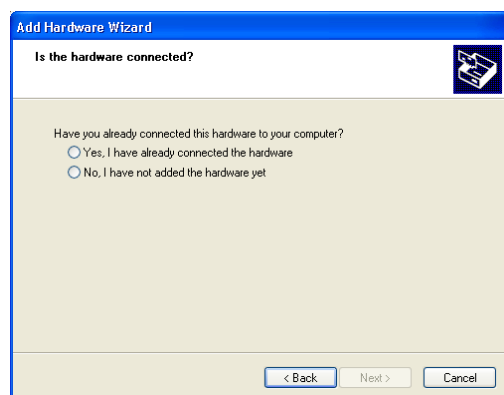 Add Hardware Wizard
Is the hardware connected?
Have you already connected this hardware to your computer?
Yes, I have already connected the hardware
No, I have not added the hardware yet
< Back Next > Cancel